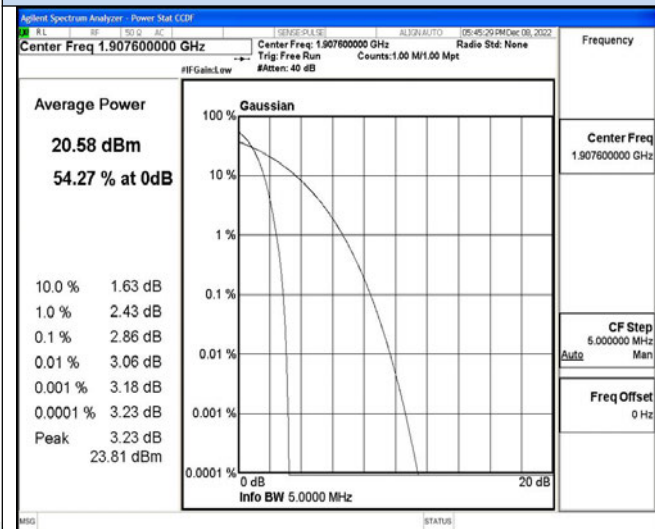 Agilent Spectrum Analyzer - Power Stat CCDF
RL RF 50 Ω AC SENSE:PULSE ALIGN AUTO 05:45:29 PM Dec 08, 2022
Center Freq 1.907600000 GHz
Center Freq: 1.907600000 GHz Radio Std: None
Trig: Free Run Counts:1.00 M/1.00 Mpt
#IFGain:Low #Atten: 40 dB
Frequency
Average Power
20.58 dBm
54.27 % at 0dB
10.0 % 1.63 dB
1.0 % 2.43 dB
0.1 % 2.86 dB
0.01 % 3.06 dB
0.001 % 3.18 dB
0.0001 % 3.23 dB
Peak 3.23 dB
23.81 dBm
Gaussian
100 %
10 %
1 %
0.1 %
0.01 %
0.001 %
0.0001 %
0 dB 20 dB
Info BW 5.0000 MHz
Center Freq
1.907600000 GHz
CF Step
5.000000 MHz
Auto Man
Freq Offset
0 Hz
MSG STATUS